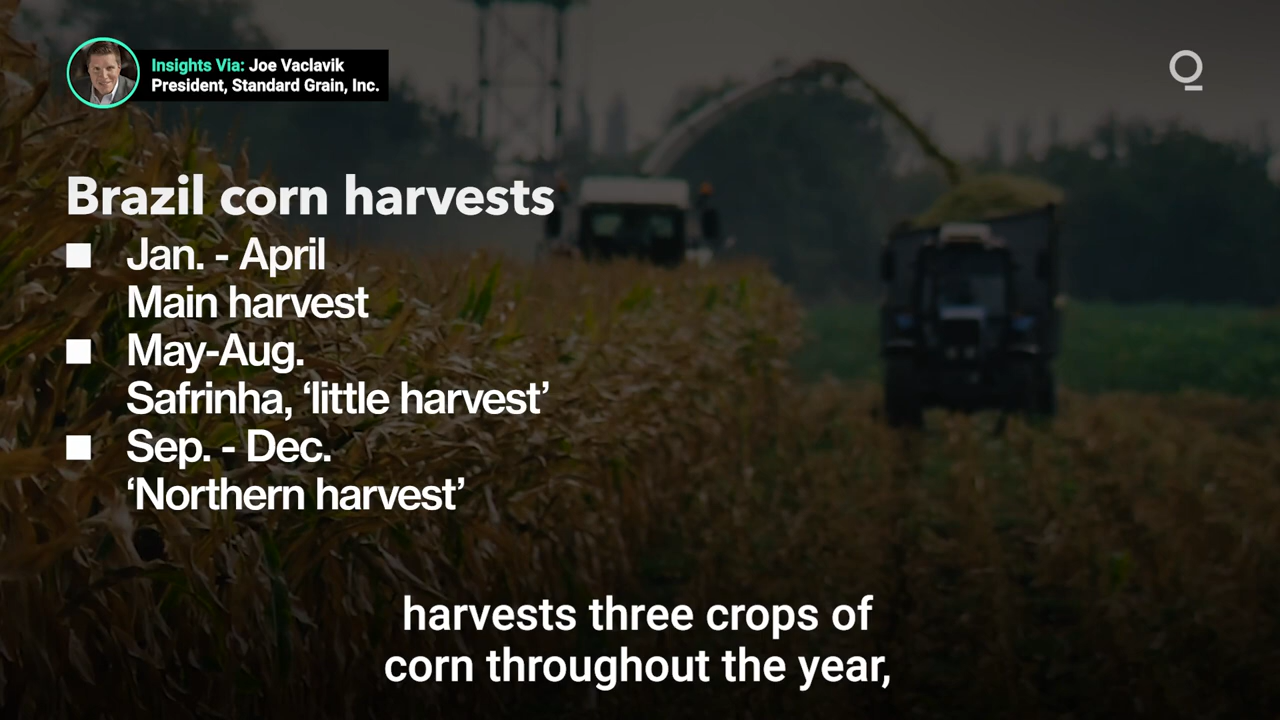 Insights Via: Joe Vaclavik
President, Standard Grain, Inc.
Brazil corn harvests
Jan. - April
Main harvest
May-Aug.
Safrinha, ‘little harvest’
Sep. - Dec.
‘Northern harvest’
harvests three crops of
corn throughout the year,